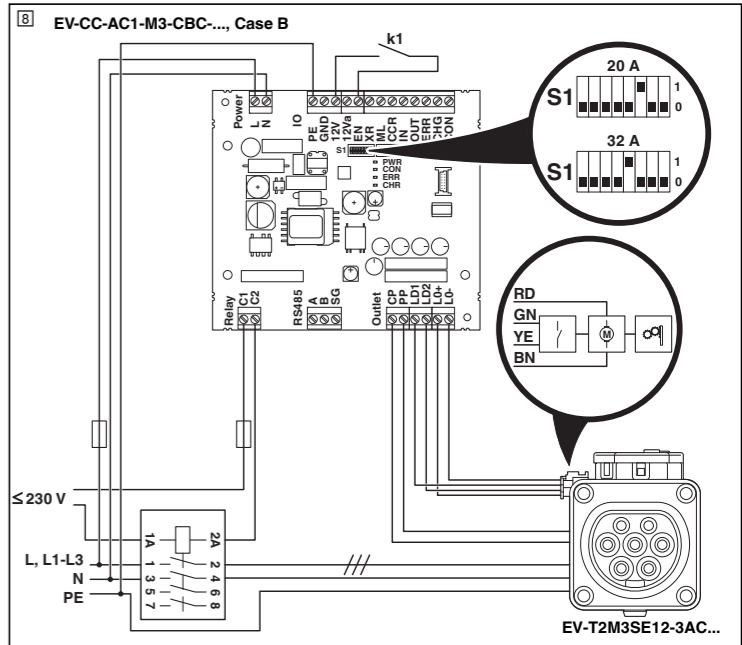 8
EV-CC-AC1-M3-CBC-..., Case B
k1
Power
L
N
IO
PE
GND
12V
12Va
EN
XR
ML
CCR
IN
OUT
ERR
CHG
CON
S1
PWR
CON
ERR
CHR
20 A
S1
1
0
32 A
S1
1
0
Relay
C1
C2
RS485
A
B
SG
Outlet
CP
PP
LD1
LD2
L0+
L0-
RD
GN
YE
BN
M
≤ 230 V
L, L1-L3
N
PE
1A
2A
1
2
3
4
5
6
7
8
EV-T2M3SE12-3AC...